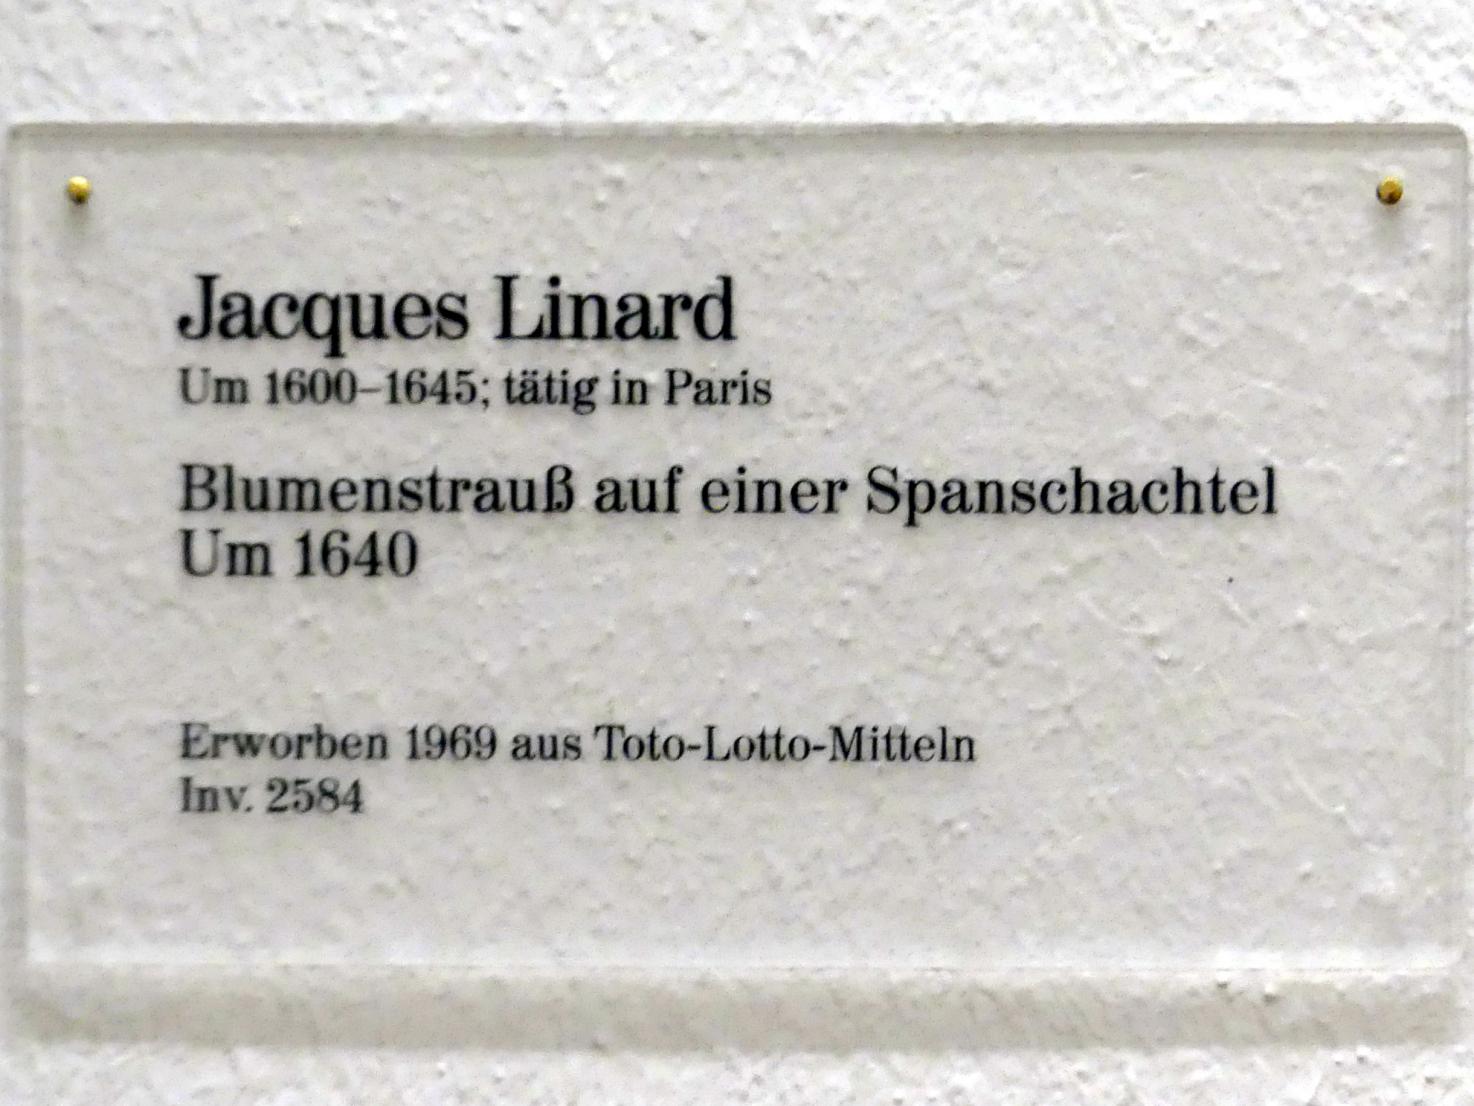 Jacques Linard
Um 1600–1645; tätig in Paris
Blumenstrauß auf einer Spanschachtel
Um 1640
Erworben 1969 aus Toto-Lotto-Mitteln
Inv. 2584